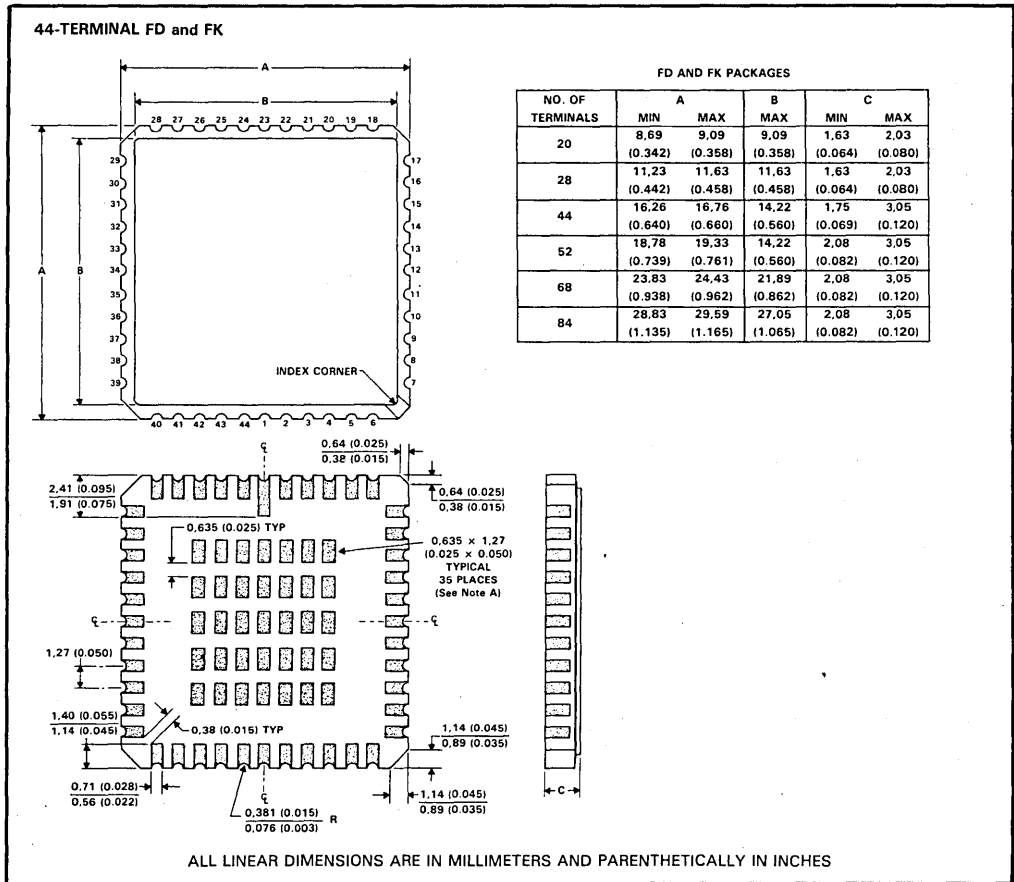 44-TERMINAL FD and FK
A
B
28 27 26 25 24 23 22 21 20 19 18
29
30
31
32
33
34
35
36
37
38
39
17
16
15
14
13
12
11
10
9
8
7
A
B
INDEX CORNER
40 41 42 43 44 1 2 3 4 5 6
FD AND FK PACKAGES
NO. OF TERMINALS A B C
MIN MAX MAX MIN MAX
20 8,69 9,09 9,09 1,63 2,03
(0.342) (0.358) (0.358) (0.064) (0.080)
28 11,23 11,63 11,63 1,63 2,03
(0.442) (0.458) (0.458) (0.064) (0.080)
44 16,26 16,76 14,22 1,75 3,05
(0.640) (0.660) (0.560) (0.069) (0.120)
52 18,78 19,33 14,22 2,08 3,05
(0.739) (0.761) (0.560) (0.082) (0.120)
68 23.83 24,43 21,89 2,08 3,05
(0.938) (0.962) (0.862) (0.082) (0.120)
84 28,83 29,59 27,05 2,08 3,05
(1.135) (1.165) (1.065) (0.082) (0.120)
℄
0,64 (0.025)
0,38 (0.015)
2,41 (0.095)
1,91 (0.075)
0,64 (0.025)
0,38 (0.015)
0,635 (0.025) TYP
0,635 × 1,27
(0.025 × 0.050)
TYPICAL
35 PLACES
(See Note A)
℄
℄
1,27 (0.050)
1,40 (0.055)
1,14 (0.045)
0,38 (0.015) TYP
1,14 (0.045)
0,89 (0.035)
0,71 (0.028)
0,56 (0.022)
℄
1,14 (0.045)
0,89 (0.035)
0,381 (0.015)
0,076 (0.003)
R
C
ALL LINEAR DIMENSIONS ARE IN MILLIMETERS AND PARENTHETICALLY IN INCHES